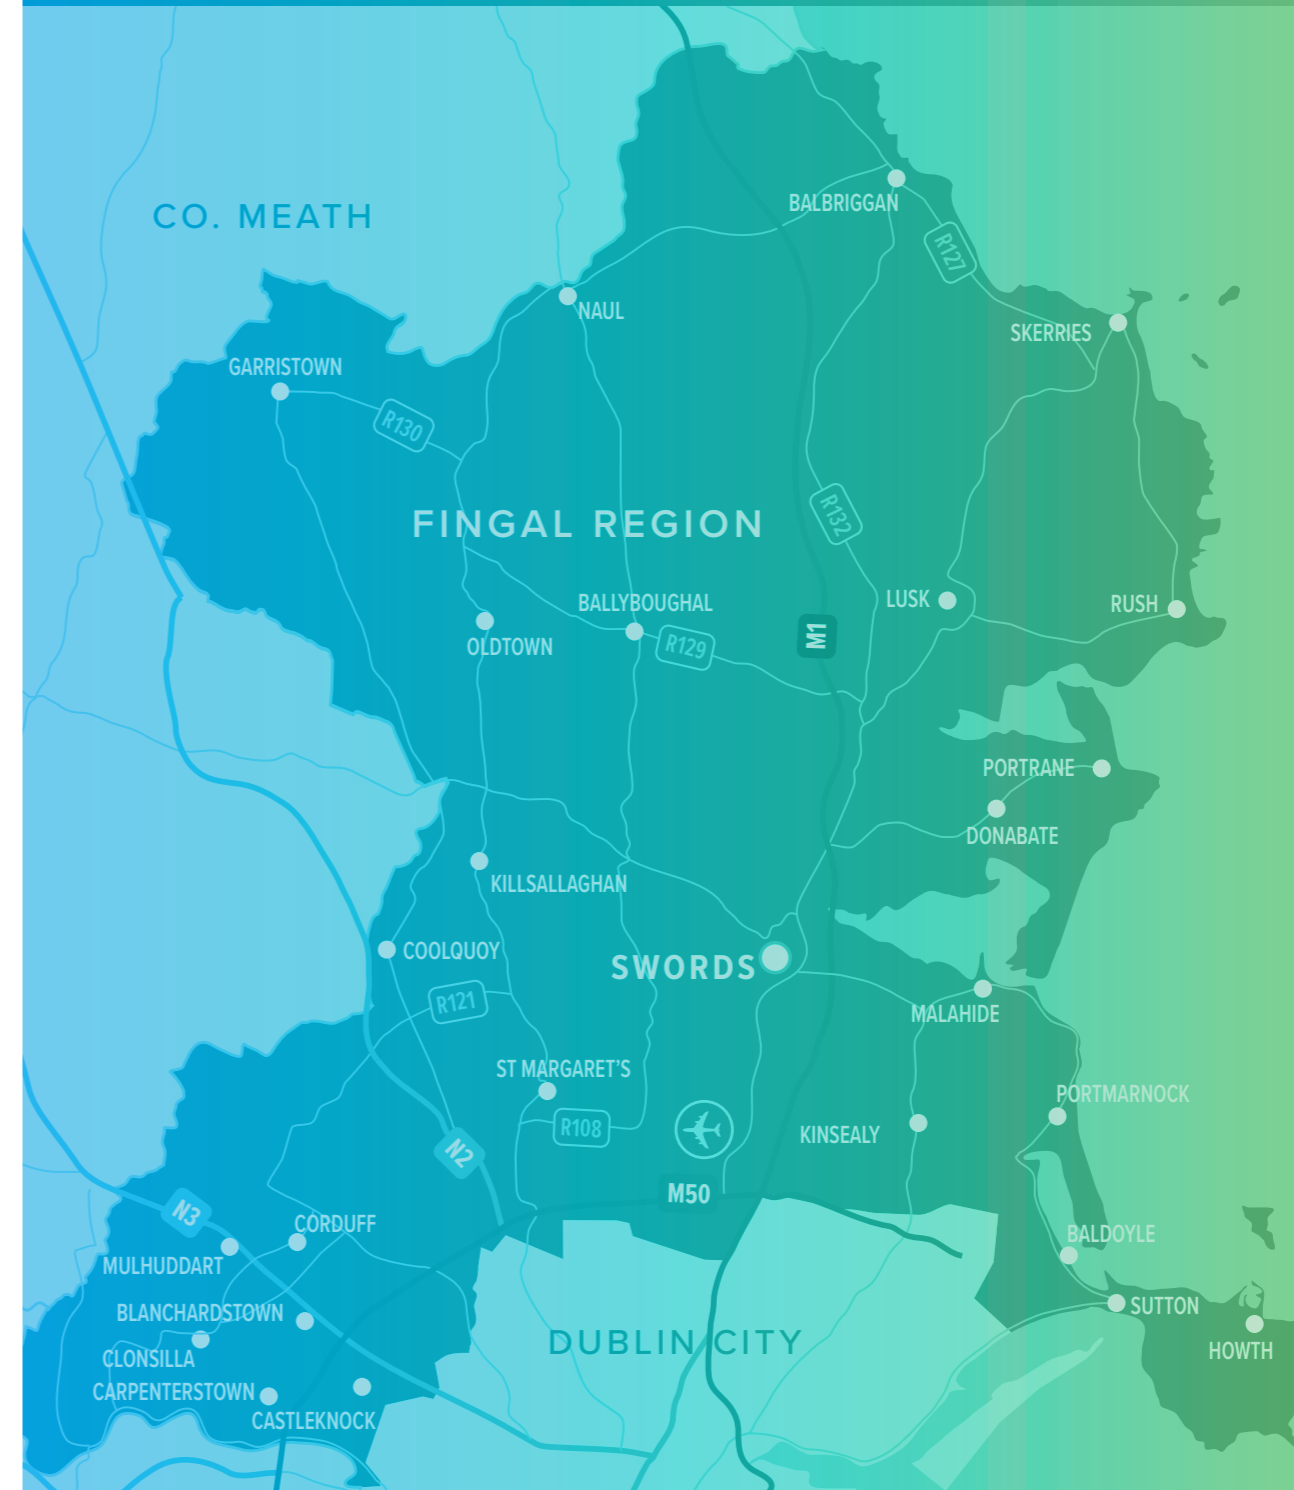 BALBRIGGAN
CO. MEATH
R127
NAUL
SKERRIES
GARRISTOWN
R130
R132
FINGAL REGION
LUSK
BALLYBOUGHAL
RUSH
M1
OLDTOWN
R129
PORTRANE
DONABATE
KILLSALLAGHAN
COOLQUOY
SWORDS
R121
MALAHIDE
ST MARGARET'S
PORTMARNOCK
R108
KINSEALY
N2
M50
N3
CORDUFF
BALDOYLE
MULHUDDART
SUTTON
BLANCHARDSTOWN
DUBLIN CITY
HOWTH
CLONSILLA
CARPENTERSTOWN
CASTLEKNOCK